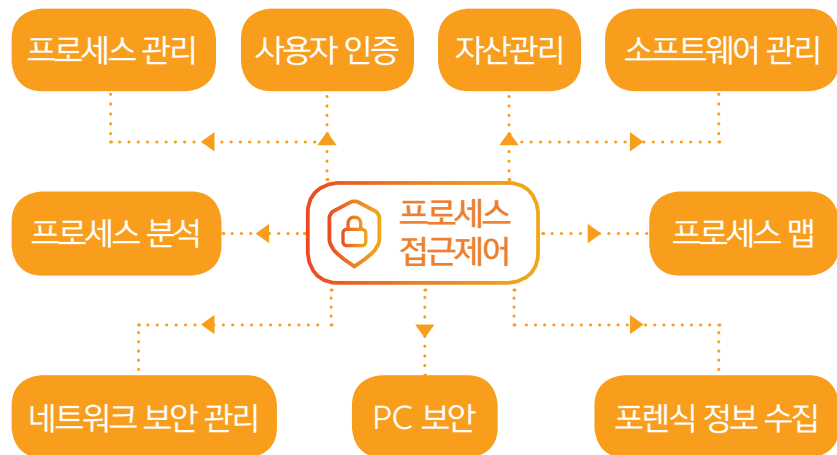 프로세스 관리
사용자 인증
자산관리
소프트웨어 관리
프로세스 분석
프로세스
접근제어
프로세스 맵
네트워크 보안 관리
PC 보안
포렌식 정보 수집